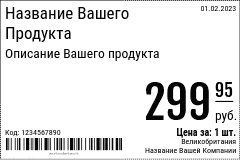 Название Вашего
Продукта
01.02.2023
Описание Вашего продукта
299 95
руб.
Цена за: 1 шт.
Код: 1234567890
Великобритания
Название Вашей Компании